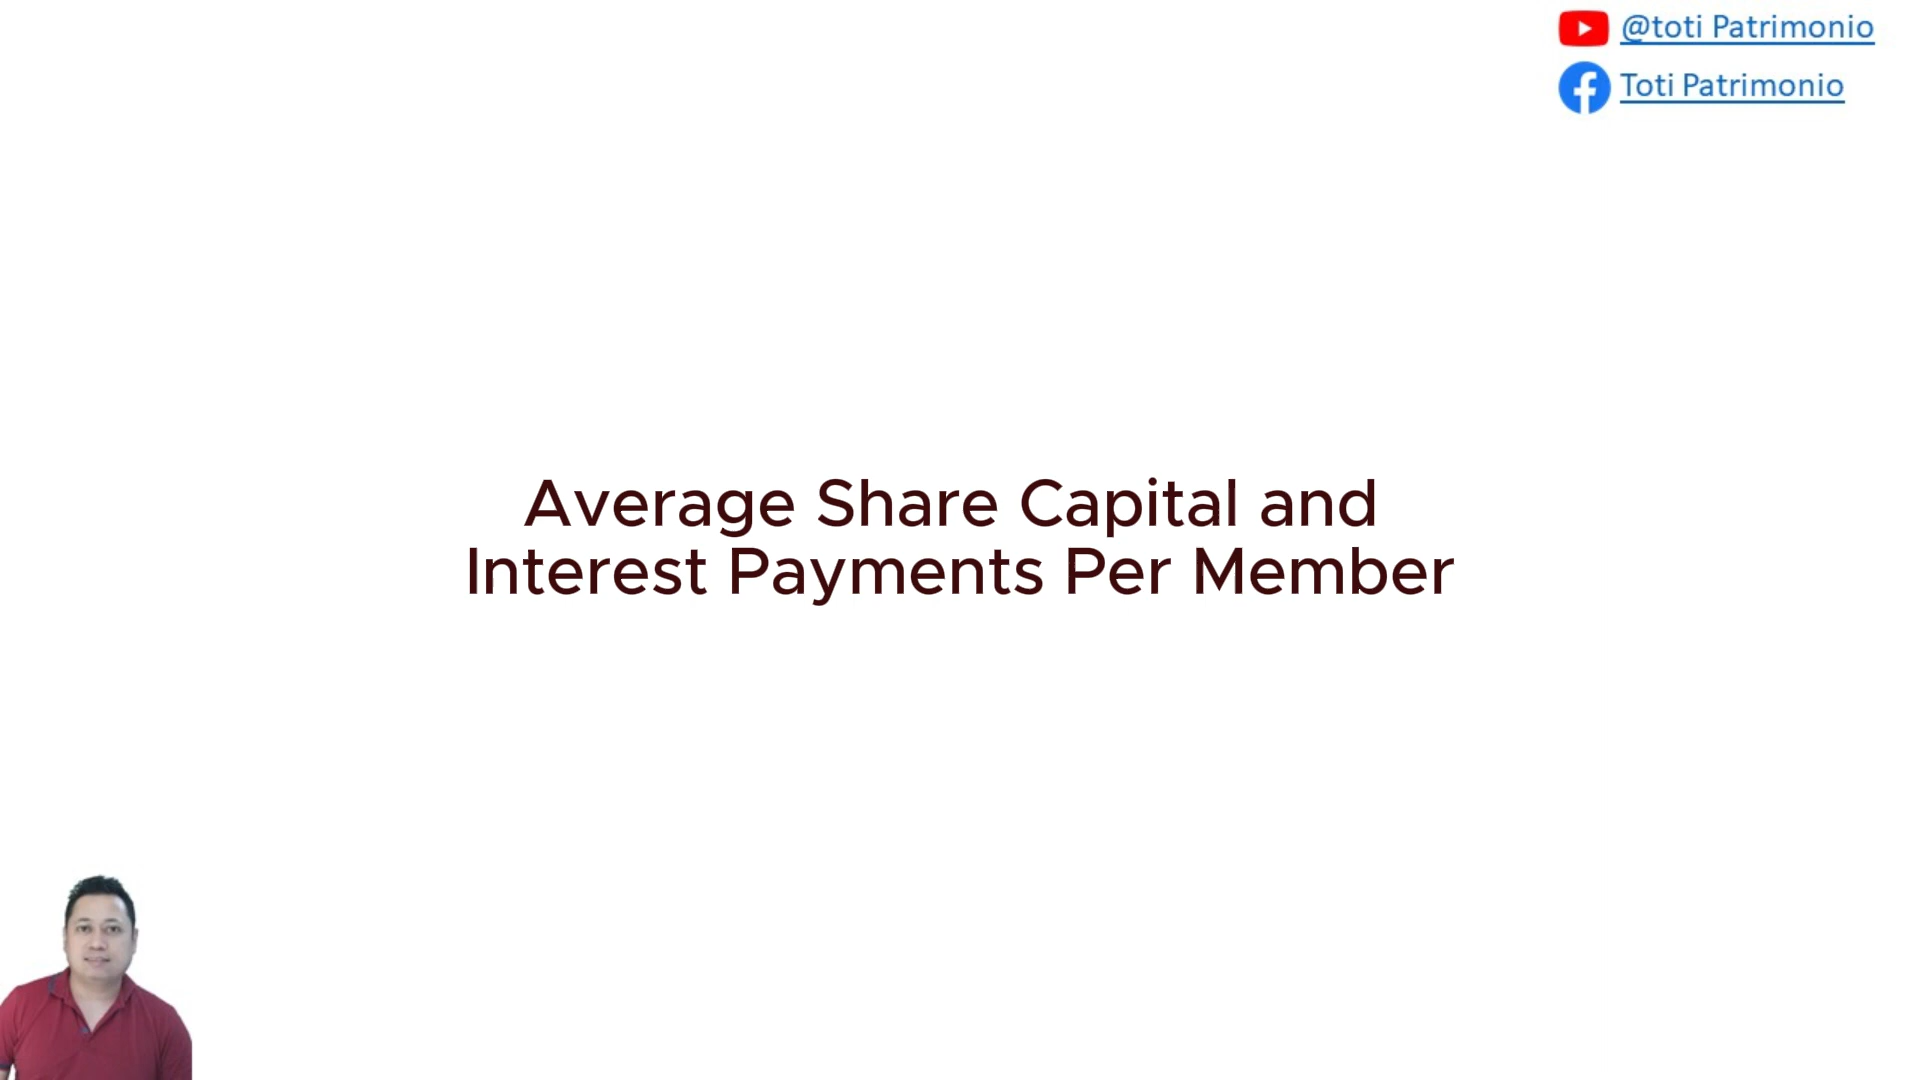 @toti Patrimonio
Toti Patrimonio
Average Share Capital and
Interest Payments Per Member